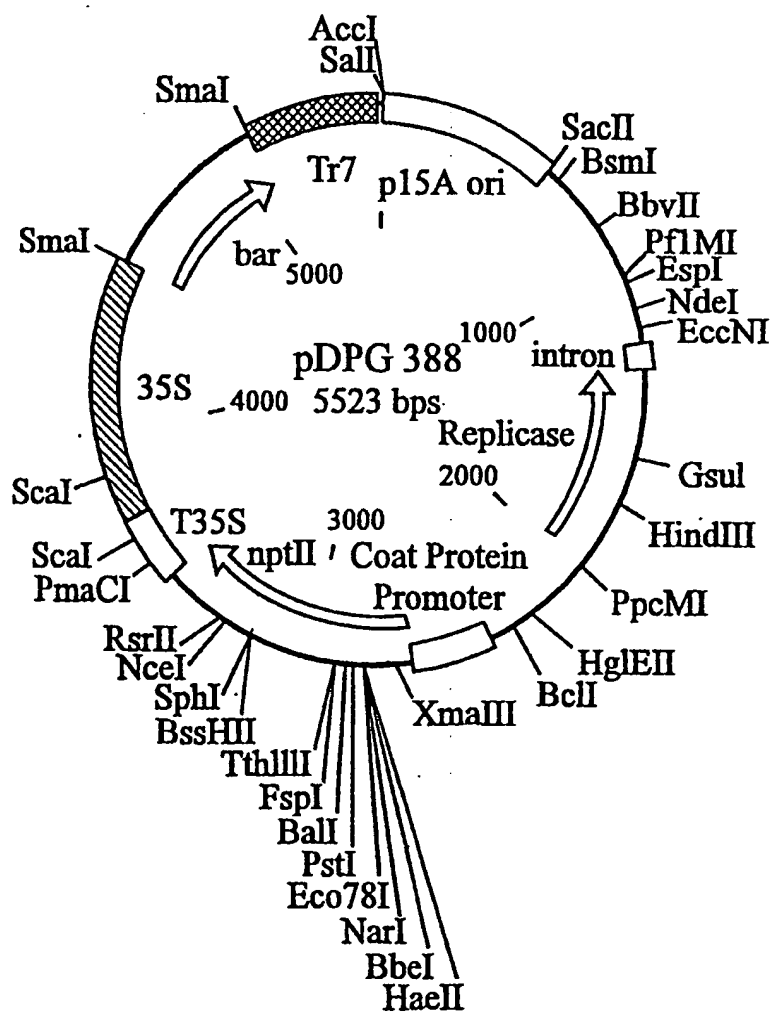 AccI
SalI
SmaI
SacII
BsmI
Tr7
p15A ori
BbvII
Pf1MI
EspI
NdeI
EccNI
SmaI
bar
5000
1000
intron
pDPG 388
5523 bps
35S
4000
Replicase
2000
GsuI
HindIII
ScaI
T35S
3000
nptII
Coat Protein
Promoter
ScaI
PmaCI
PpcMI
RsrII
NceI
HglEII
BclI
SphI
BssHII
XmaIII
TthlllI
FspI
BalI
PstI
Eco78I
NarI
BbeI
HaeII